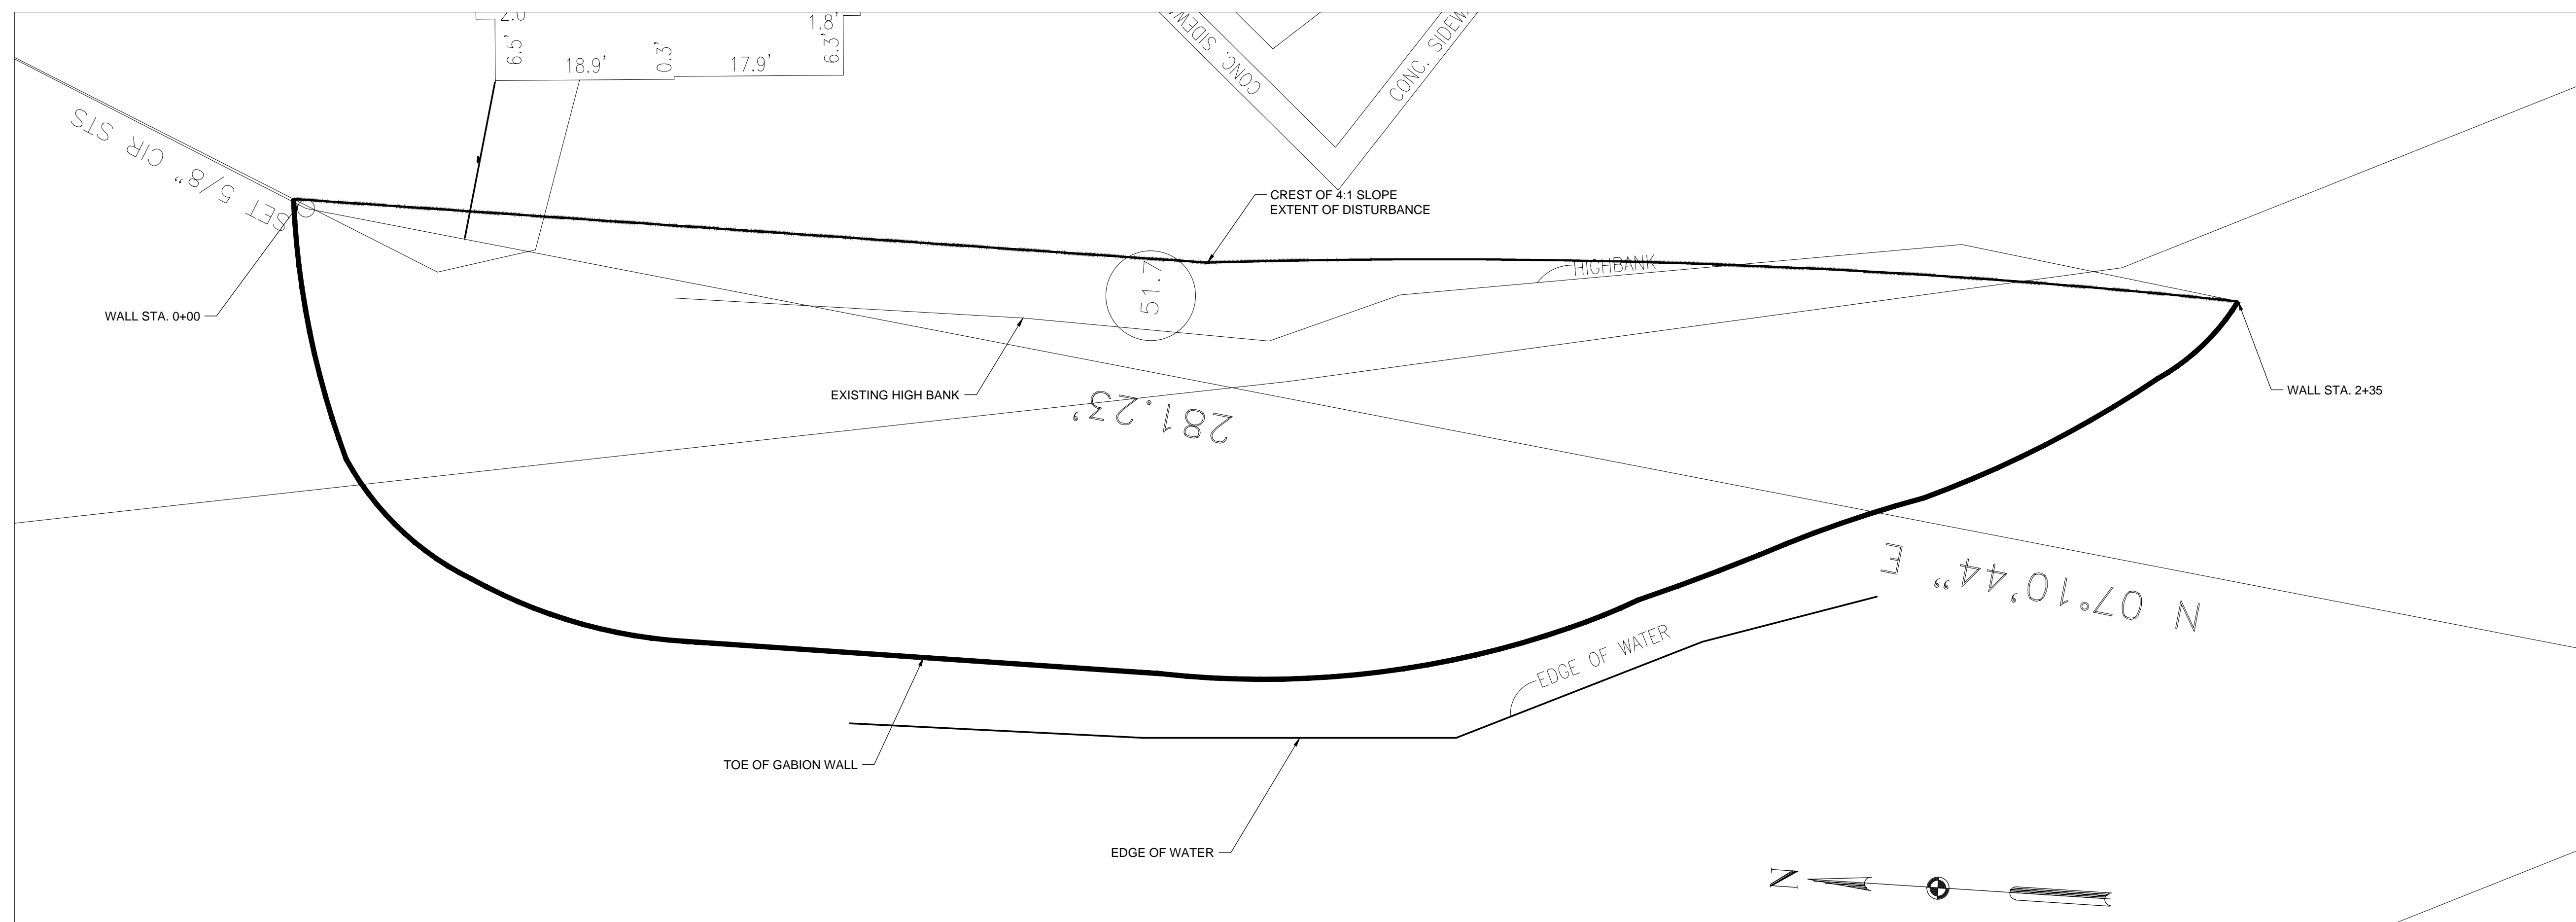 2.0
6.5'
18.9'
0.3'
17.9'
1.8'
6.3'
CONC. SIDEW
CONC. SIDEW
SET 5/8" CIR STS
CREST OF 4:1 SLOPE
EXTENT OF DISTURBANCE
51.7
HIGHBANK
WALL STA. 0+00
EXISTING HIGH BANK
281.23'
WALL STA. 2+35
N 07°10'44" E
EDGE OF WATER
TOE OF GABION WALL
EDGE OF WATER
N